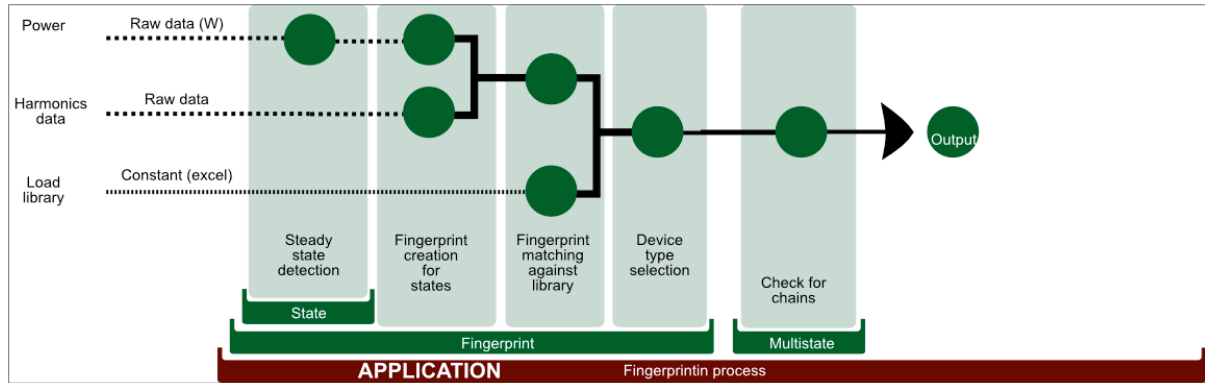 Power
Raw data (W)
Harmonics
data
Raw data
Load
library
Constant (excel)
Output
Steady
state
detection
Fingerprint
creation
for
states
Fingerprint
matching
against
library
Device
type
selection
Check for
chains
State
Fingerprint
Multistate
APPLICATION
Fingerprintin process